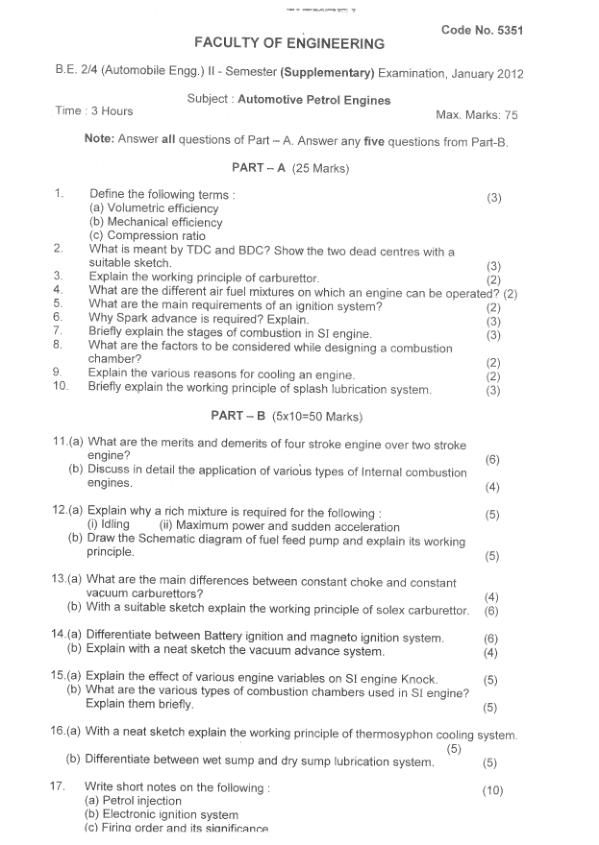 Code No. 5351
FACULTY OF ENGINEERING
B.E. 2/4 (Automobile Engg.) II - Semester (Supplementary) Examination, January 2012
Subject : Automotive Petrol Engines
Time : 3 Hours Max. Marks: 75
Note: Answer all questions of Part – A. Answer any five questions from Part-B.
PART – A (25 Marks)
1. Define the following terms : (3)
(a) Volumetric efficiency
(b) Mechanical efficiency
(c) Compression ratio
2. What is meant by TDC and BDC? Show the two dead centres with a
suitable sketch. (3)
3. Explain the working principle of carburettor. (2)
4. What are the different air fuel mixtures on which an engine can be operated? (2)
5. What are the main requirements of an ignition system? (2)
6. Why Spark advance is required? Explain. (3)
7. Briefly explain the stages of combustion in SI engine. (3)
8. What are the factors to be considered while designing a combustion
chamber? (2)
9. Explain the various reasons for cooling an engine. (2)
10. Briefly explain the working principle of splash lubrication system. (3)
PART – B (5x10=50 Marks)
11.(a) What are the merits and demerits of four stroke engine over two stroke
engine? (6)
(b) Discuss in detail the application of various types of Internal combustion
engines. (4)
12.(a) Explain why a rich mixture is required for the following : (5)
(i) Idling (ii) Maximum power and sudden acceleration
(b) Draw the Schematic diagram of fuel feed pump and explain its working
principle. (5)
13.(a) What are the main differences between constant choke and constant
vacuum carburettors? (4)
(b) With a suitable sketch explain the working principle of solex carburettor. (6)
14.(a) Differentiate between Battery ignition and magneto ignition system. (6)
(b) Explain with a neat sketch the vacuum advance system. (4)
15.(a) Explain the effect of various engine variables on SI engine Knock. (5)
(b) What are the various types of combustion chambers used in SI engine?
Explain them briefly. (5)
16.(a) With a neat sketch explain the working principle of thermosyphon cooling system.
(5)
(b) Differentiate between wet sump and dry sump lubrication system. (5)
17. Write short notes on the following : (10)
(a) Petrol injection
(b) Electronic ignition system
(c) Firing order and its significance